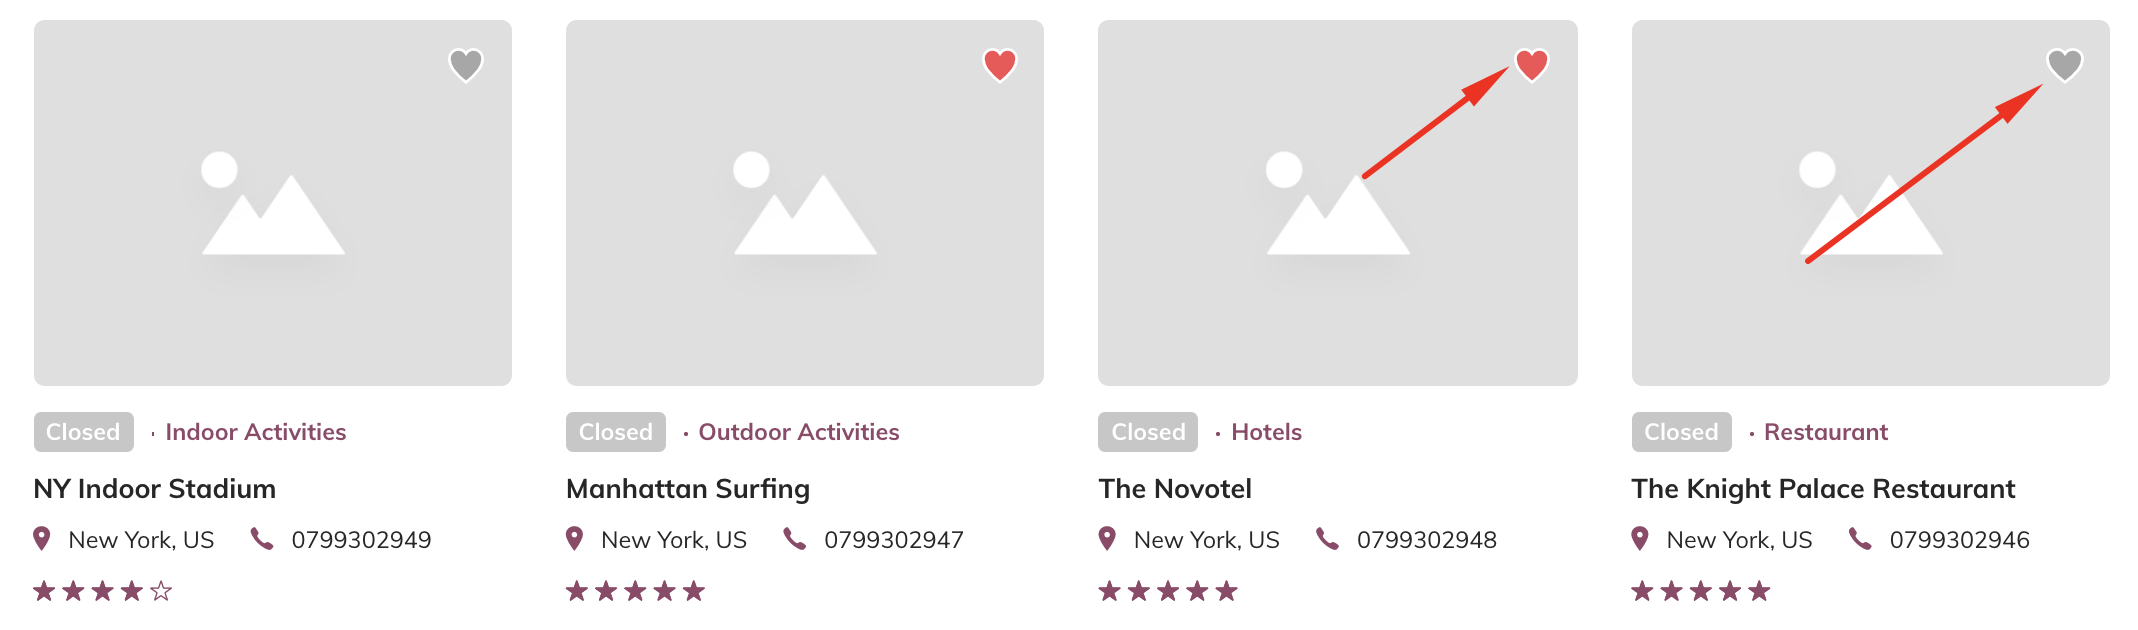 Closed · Indoor Activities
NY Indoor Stadium
New York, US 0799302949
Closed · Outdoor Activities
Manhattan Surfing
New York, US 0799302947
Closed · Hotels
The Novotel
New York, US 0799302948
Closed · Restaurant
The Knight Palace Restaurant
New York, US 0799302946